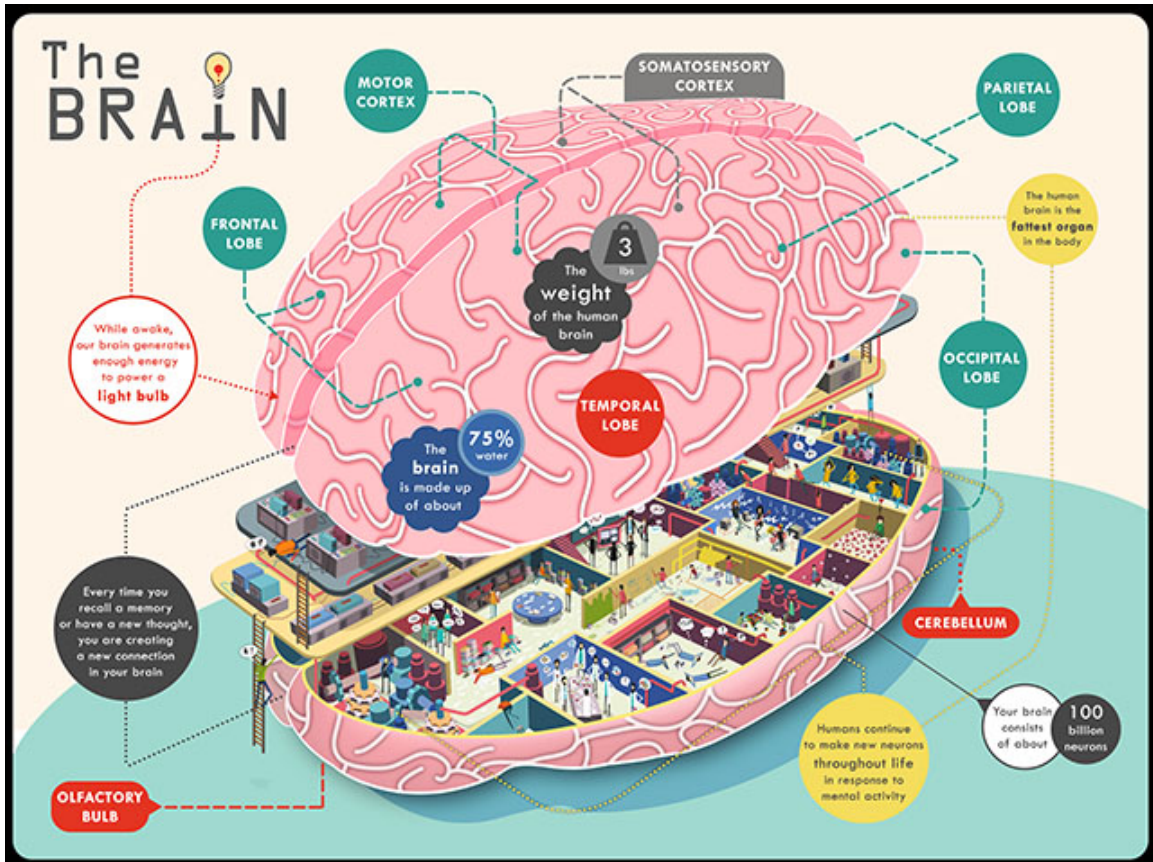 The
BRAIN
MOTOR
CORTEX
SOMATOSENSORY
CORTEX
PARIETAL
LOBE
FRONTAL
LOBE
The human
brain is the
fattest organ
in the body
3
lbs
The
weight
of the human
brain
While awake,
our brain generates
enough energy
to power a
light bulb
OCCIPITAL
LOBE
TEMPORAL
LOBE
75%
water
The
brain
is made up
of about
Every time you
recall a memory
or have a new thought,
you are creating
a new connection
in your brain
CEREBELLUM
Your brain
consists
of about
100
billion
neurons
Humans continue
to make new neurons
throughout life
in response to
mental activity
OLFACTORY
BULB